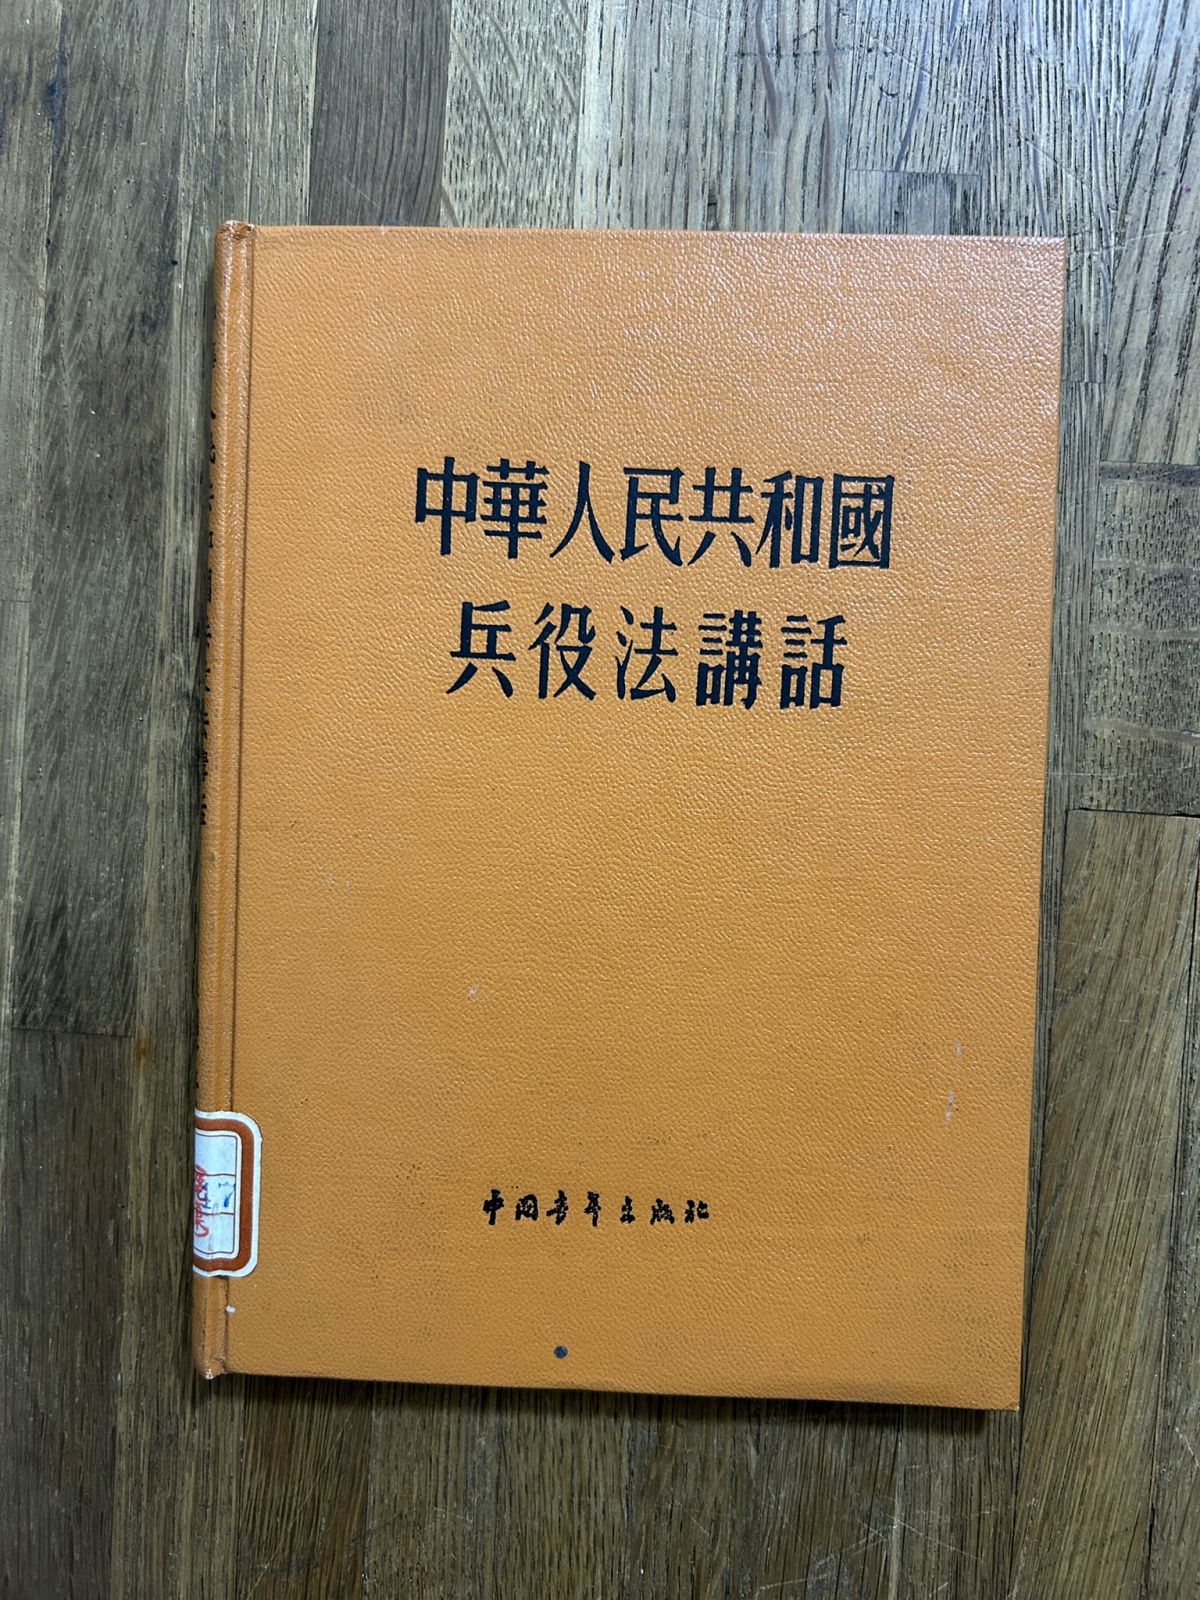 中華人民共和國
兵役法講話
中国青年出版社